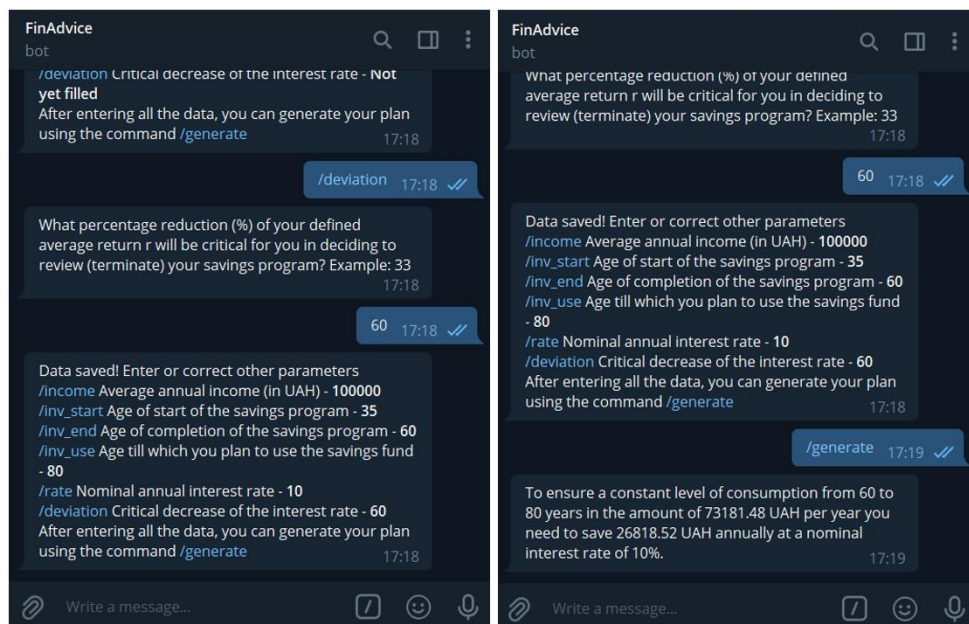 FinAdvice
bot
/deviation Critical decrease of the interest rate - Not
yet filled
After entering all the data, you can generate your plan
using the command /generate
17:18
/deviation 17:18
What percentage reduction (%) of your defined
average return r will be critical for you in deciding to
review (terminate) your savings program? Example: 33
17:18
60 17:18
Data saved! Enter or correct other parameters
/income Average annual income (in UAH) - 100000
/inv_start Age of start of the savings program - 35
/inv_end Age of completion of the savings program - 60
/inv_use Age till which you plan to use the savings fund
- 80
/rate Nominal annual interest rate - 10
/deviation Critical decrease of the interest rate - 60
After entering all the data, you can generate your plan
using the command /generate
17:18
Write a message...
FinAdvice
bot
What percentage reduction (%) of your defined
average return r will be critical for you in deciding to
review (terminate) your savings program? Example: 33
17:18
60 17:18
Data saved! Enter or correct other parameters
/income Average annual income (in UAH) - 100000
/inv_start Age of start of the savings program - 35
/inv_end Age of completion of the savings program - 60
/inv_use Age till which you plan to use the savings fund
- 80
/rate Nominal annual interest rate - 10
/deviation Critical decrease of the interest rate - 60
After entering all the data, you can generate your plan
using the command /generate
17:18
/generate 17:19
To ensure a constant level of consumption from 60 to
80 years in the amount of 73181.48 UAH per year you
need to save 26818.52 UAH annually at a nominal
interest rate of 10%.
17:19
Write a message...